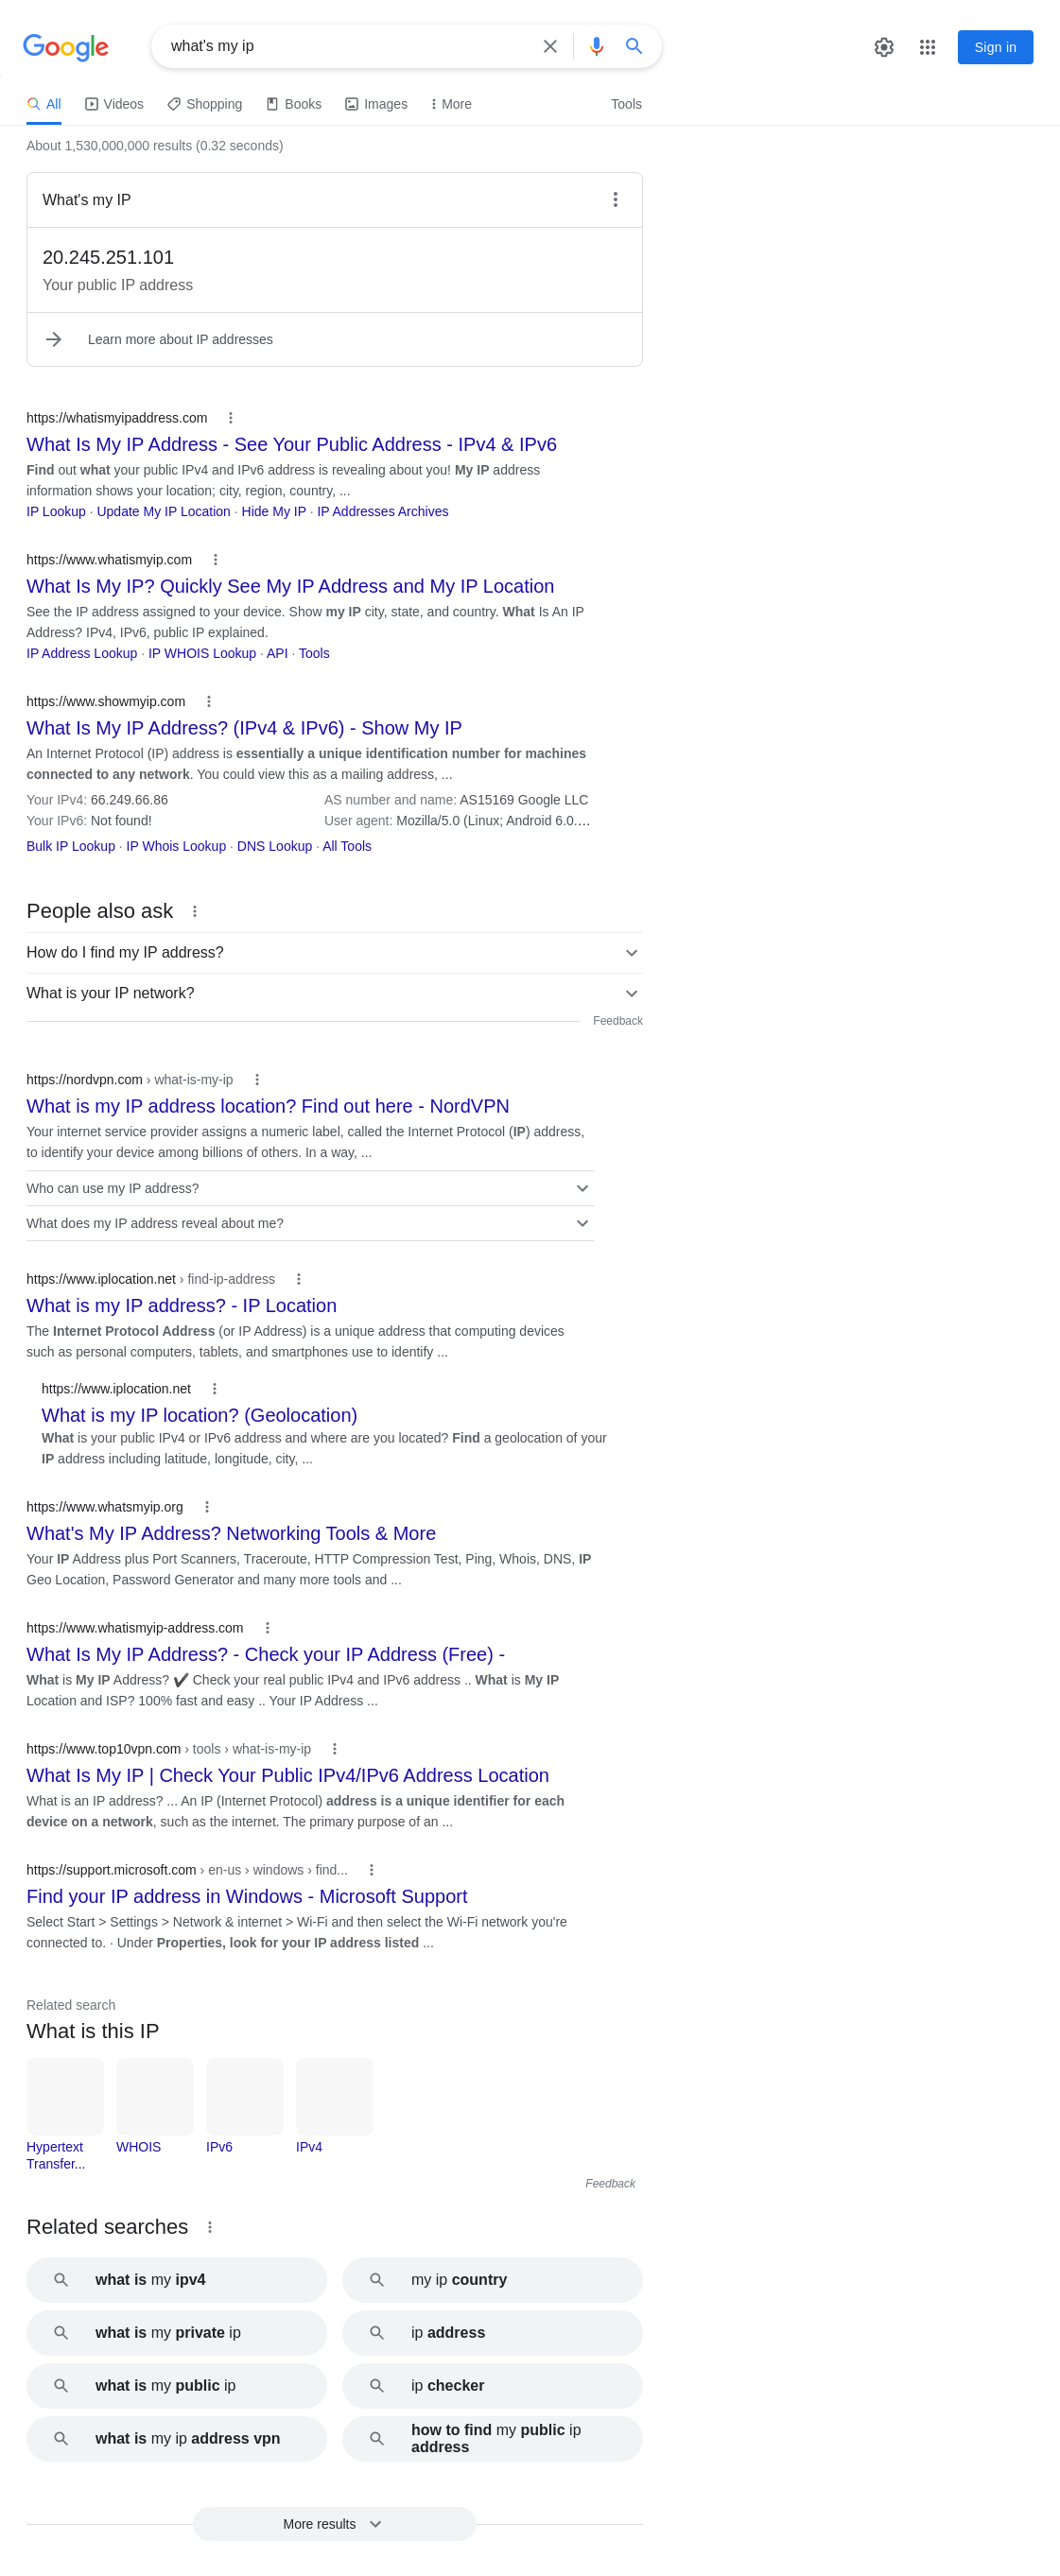 Google
what's my ip
Sign in
All
Videos
Shopping
Books
Images
More
Tools
About 1,530,000,000 results (0.32 seconds)
What's my IP
20.245.251.101
Your public IP address
Learn more about IP addresses
https://whatismyipaddress.com
What Is My IP Address - See Your Public Address - IPv4 & IPv6
Find out what your public IPv4 and IPv6 address is revealing about you! My IP address
information shows your location; city, region, country, ...
IP Lookup · Update My IP Location · Hide My IP · IP Addresses Archives
https://www.whatismyip.com
What Is My IP? Quickly See My IP Address and My IP Location
See the IP address assigned to your device. Show my IP city, state, and country. What Is An IP
Address? IPv4, IPv6, public IP explained.
IP Address Lookup · IP WHOIS Lookup · API · Tools
https://www.showmyip.com
What Is My IP Address? (IPv4 & IPv6) - Show My IP
An Internet Protocol (IP) address is essentially a unique identification number for machines
connected to any network. You could view this as a mailing address, ...
Your IPv4: 66.249.66.86
AS number and name: AS15169 Google LLC
Your IPv6: Not found!
User agent: Mozilla/5.0 (Linux; Android 6.0....
Bulk IP Lookup · IP Whois Lookup · DNS Lookup · All Tools
People also ask
How do I find my IP address?
What is your IP network?
Feedback
https://nordvpn.com › what-is-my-ip
What is my IP address location? Find out here - NordVPN
Your internet service provider assigns a numeric label, called the Internet Protocol (IP) address,
to identify your device among billions of others. In a way, ...
Who can use my IP address?
What does my IP address reveal about me?
https://www.iplocation.net › find-ip-address
What is my IP address? - IP Location
The Internet Protocol Address (or IP Address) is a unique address that computing devices
such as personal computers, tablets, and smartphones use to identify ...
https://www.iplocation.net
What is my IP location? (Geolocation)
What is your public IPv4 or IPv6 address and where are you located? Find a geolocation of your
IP address including latitude, longitude, city, ...
https://www.whatsmyip.org
What's My IP Address? Networking Tools & More
Your IP Address plus Port Scanners, Traceroute, HTTP Compression Test, Ping, Whois, DNS, IP
Geo Location, Password Generator and many more tools and ...
https://www.whatismyip-address.com
What Is My IP Address? - Check your IP Address (Free) -
What is My IP Address? ✔ Check your real public IPv4 and IPv6 address .. What is My IP
Location and ISP? 100% fast and easy .. Your IP Address ...
https://www.top10vpn.com › tools › what-is-my-ip
What Is My IP | Check Your Public IPv4/IPv6 Address Location
What is an IP address? ... An IP (Internet Protocol) address is a unique identifier for each
device on a network, such as the internet. The primary purpose of an ...
https://support.microsoft.com › en-us › windows › find...
Find your IP address in Windows - Microsoft Support
Select Start > Settings > Network & internet > Wi-Fi and then select the Wi-Fi network you're
connected to. · Under Properties, look for your IP address listed ...
Related search
What is this IP
Hypertext
Transfer...
WHOIS
IPv6
IPv4
Feedback
Related searches
what is my ipv4
my ip country
what is my private ip
ip address
what is my public ip
ip checker
what is my ip address vpn
how to find my public ip
address
More results